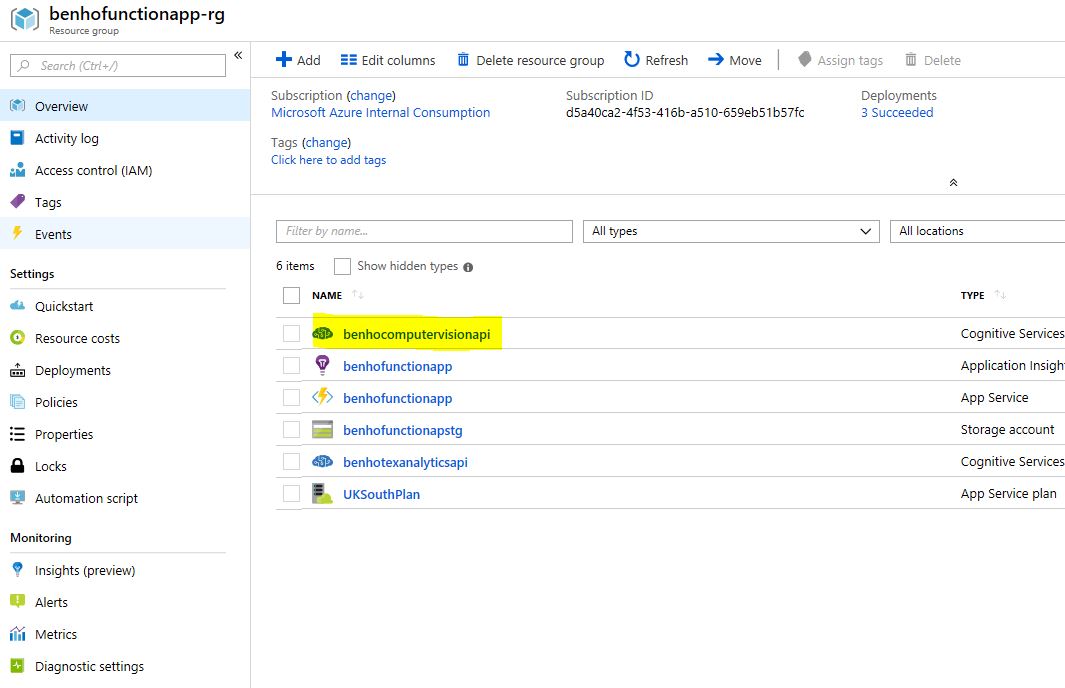 benhofunctionapp-rg
Resource group
Search (Ctrl+/)
«
Overview
Activity log
Access control (IAM)
Tags
Events
Settings
Quickstart
Resource costs
Deployments
Policies
Properties
Locks
Automation script
Monitoring
Insights (preview)
Alerts
Metrics
Diagnostic settings
Add Edit columns Delete resource group Refresh Move Assign tags Delete
Subscription (change) Subscription ID Deployments
Microsoft Azure Internal Consumption d5a40ca2-4f53-416b-a510-659eb51b57fc 3 Succeeded
Tags (change)
Click here to add tags
Filter by name... All types All locations
6 items Show hidden types
NAME TYPE
benhocomputervisionapi Cognitive Services
benhofunctionapp Application Insigh
benhofunctionapp App Service
benhofunctionapstg Storage account
benhotexanalyticsapi Cognitive Services
UKSouthPlan App Service plan